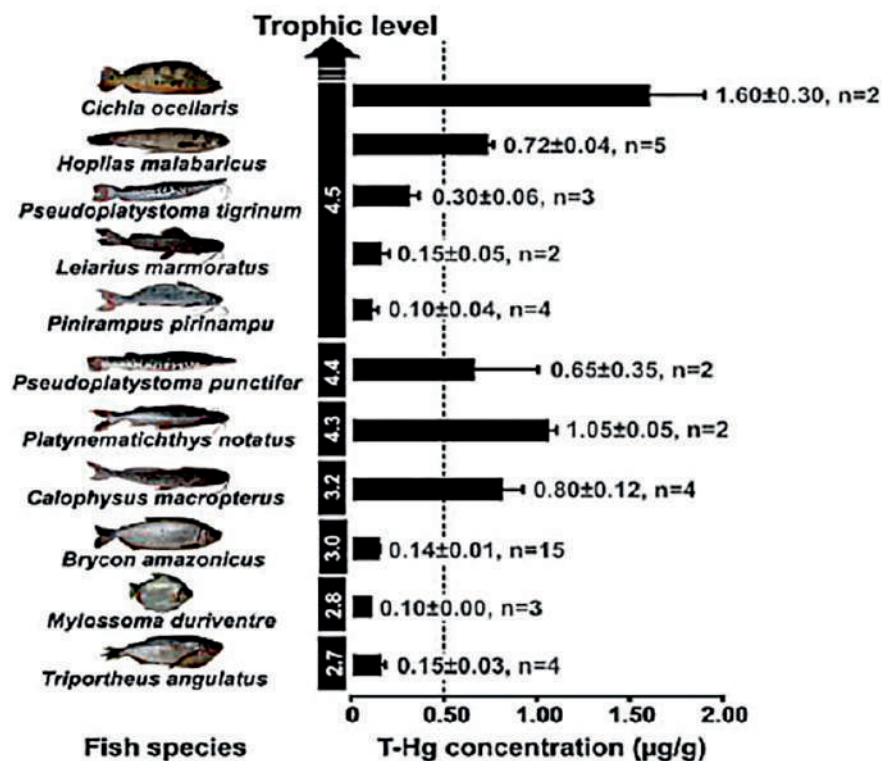 Trophic level
Cichla ocellaris
1.60±0.30, n=2
Hoplias malabaricus
0.72±0.04, n=5
Pseudoplatystoma tigrinum
0.30±0.06, n=3
4.5
Leiarius marmoratus
0.15±0.05, n=2
Pinirampus pirinampu
0.10±0.04, n=4
Pseudoplatystoma punctifer
4.4
0.65±0.35, n=2
Platynematichthys notatus
4.3
1.05±0.05, n=2
Calophysus macropterus
3.2
0.80±0.12, n=4
Brycon amazonicus
3.0
0.14±0.01, n=15
Mylossoma duriventre
2.8
0.10±0.00, n=3
Triportheus angulatus
2.7
0.15±0.03, n=4
0 0.50 1.00 1.50 2.00
Fish species
T-Hg concentration (µg/g)